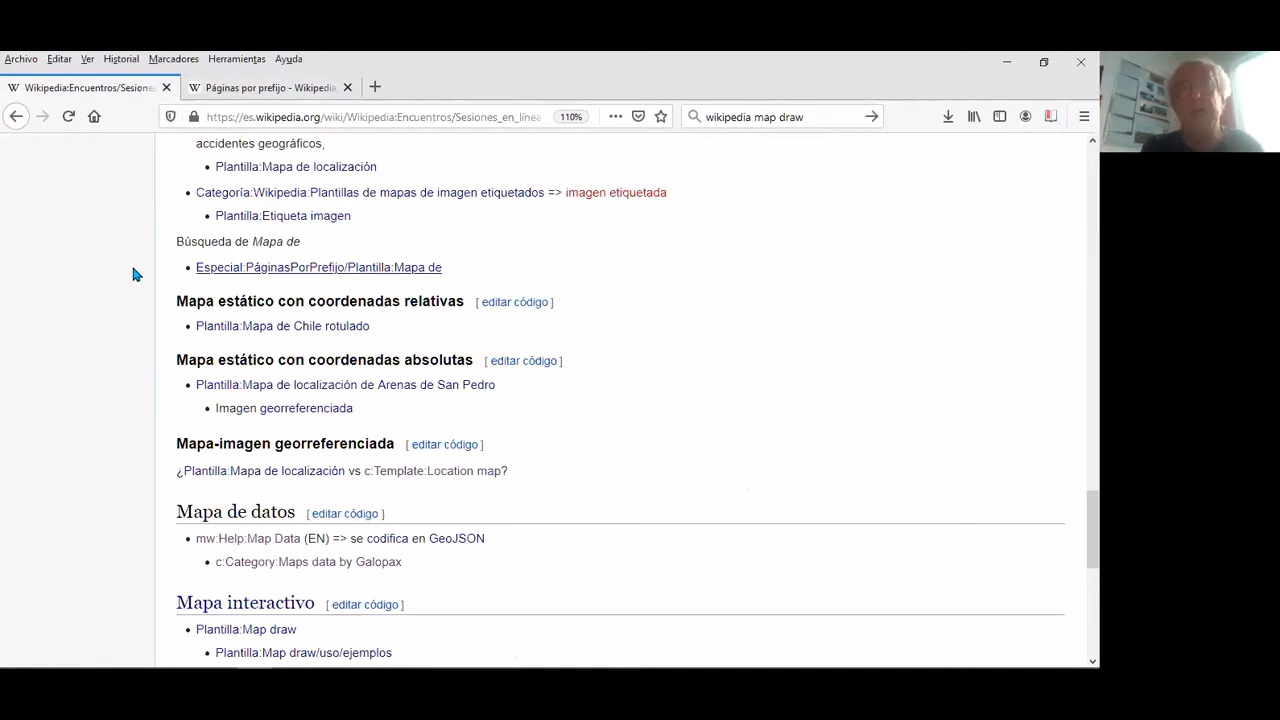 Archivo Editar Ver Historial Marcadores Herramientas Ayuda
Wikipedia:Encuentros/Sesiones Páginas por prefijo - Wikipedia,
https://es.wikipedia.org/wiki/Wikipedia:Encuentros/Sesiones_en_línea 110% wikipedia map draw
accidentes geográficos,
Plantilla:Mapa de localización
Categoría:Wikipedia:Plantillas de mapas de imagen etiquetados => imagen etiquetada
Plantilla:Etiqueta imagen
Búsqueda de Mapa de
Especial:PáginasPorPrefijo/Plantilla:Mapa de
Mapa estático con coordenadas relativas [ editar código ]
Plantilla:Mapa de Chile rotulado
Mapa estático con coordenadas absolutas [ editar código ]
Plantilla:Mapa de localización de Arenas de San Pedro
Imagen georreferenciada
Mapa-imagen georreferenciada [ editar código ]
¿Plantilla:Mapa de localización vs c:Template:Location map?
Mapa de datos [ editar código ]
mw:Help:Map Data (EN) => se codifica en GeoJSON
c:Category:Maps data by Galopax
Mapa interactivo [ editar código ]
Plantilla:Map draw
Plantilla:Map draw/uso/ejemplos